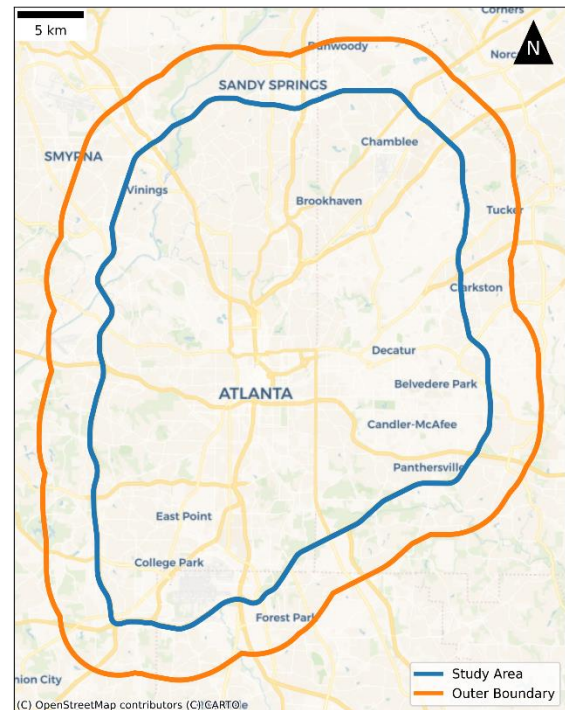 Corners
5 km
Dunwoody
N
SANDY SPRINGS
Chamblee
SMYRNA
Vinings
Brookhaven
Tucker
Clarkston
Decatur
Belvedere Park
ATLANTA
Candler-McAfee
Panthersville
East Point
College Park
Forest Park
Study Area
nion City
Outer Boundary
(C) OpenStreetMap contributors (C) CARTO